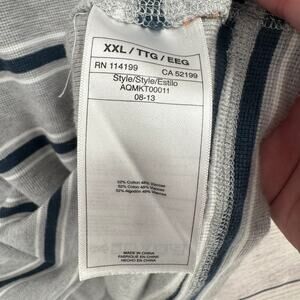 XXL / TTG / EEG
RN 114199 CA 52199
Style/Style/Estilo
AQMKT00011
08-13
52% Cotton 48% Viscose
52% Coton 48% Viscose
52% Algodón 48% Viscosa
MADE IN CHINA
FABRIQUÉ EN CHINE
HECHO EN CHINA